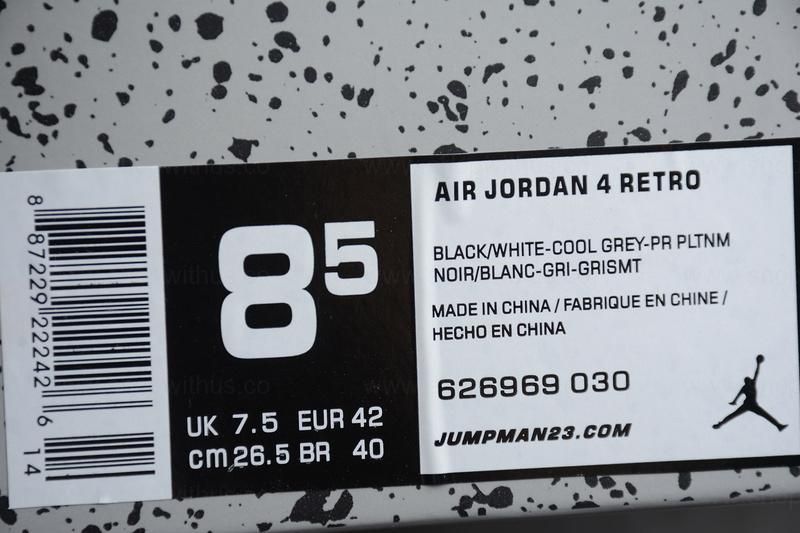 8 87229 22242 6 14
8 5
UK 7.5 EUR 42
CM 26.5 BR 40
AIR JORDAN 4 RETRO
BLACK/WHITE-COOL GREY-PR PLTNM
NOIR/BLANC-GRI-GRISMT
MADE IN CHINA / FABRIQUE EN CHINE /
HECHO EN CHINA
626969 030
JUMPMAN23.COM